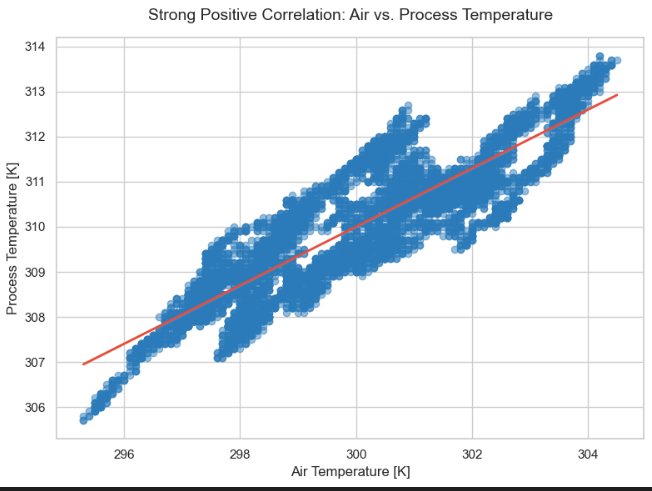 Strong Positive Correlation: Air vs. Process Temperature
314
313
312
311
310
309
308
307
306
Process Temperature [K]
296 298 300 302 304
Air Temperature [K]